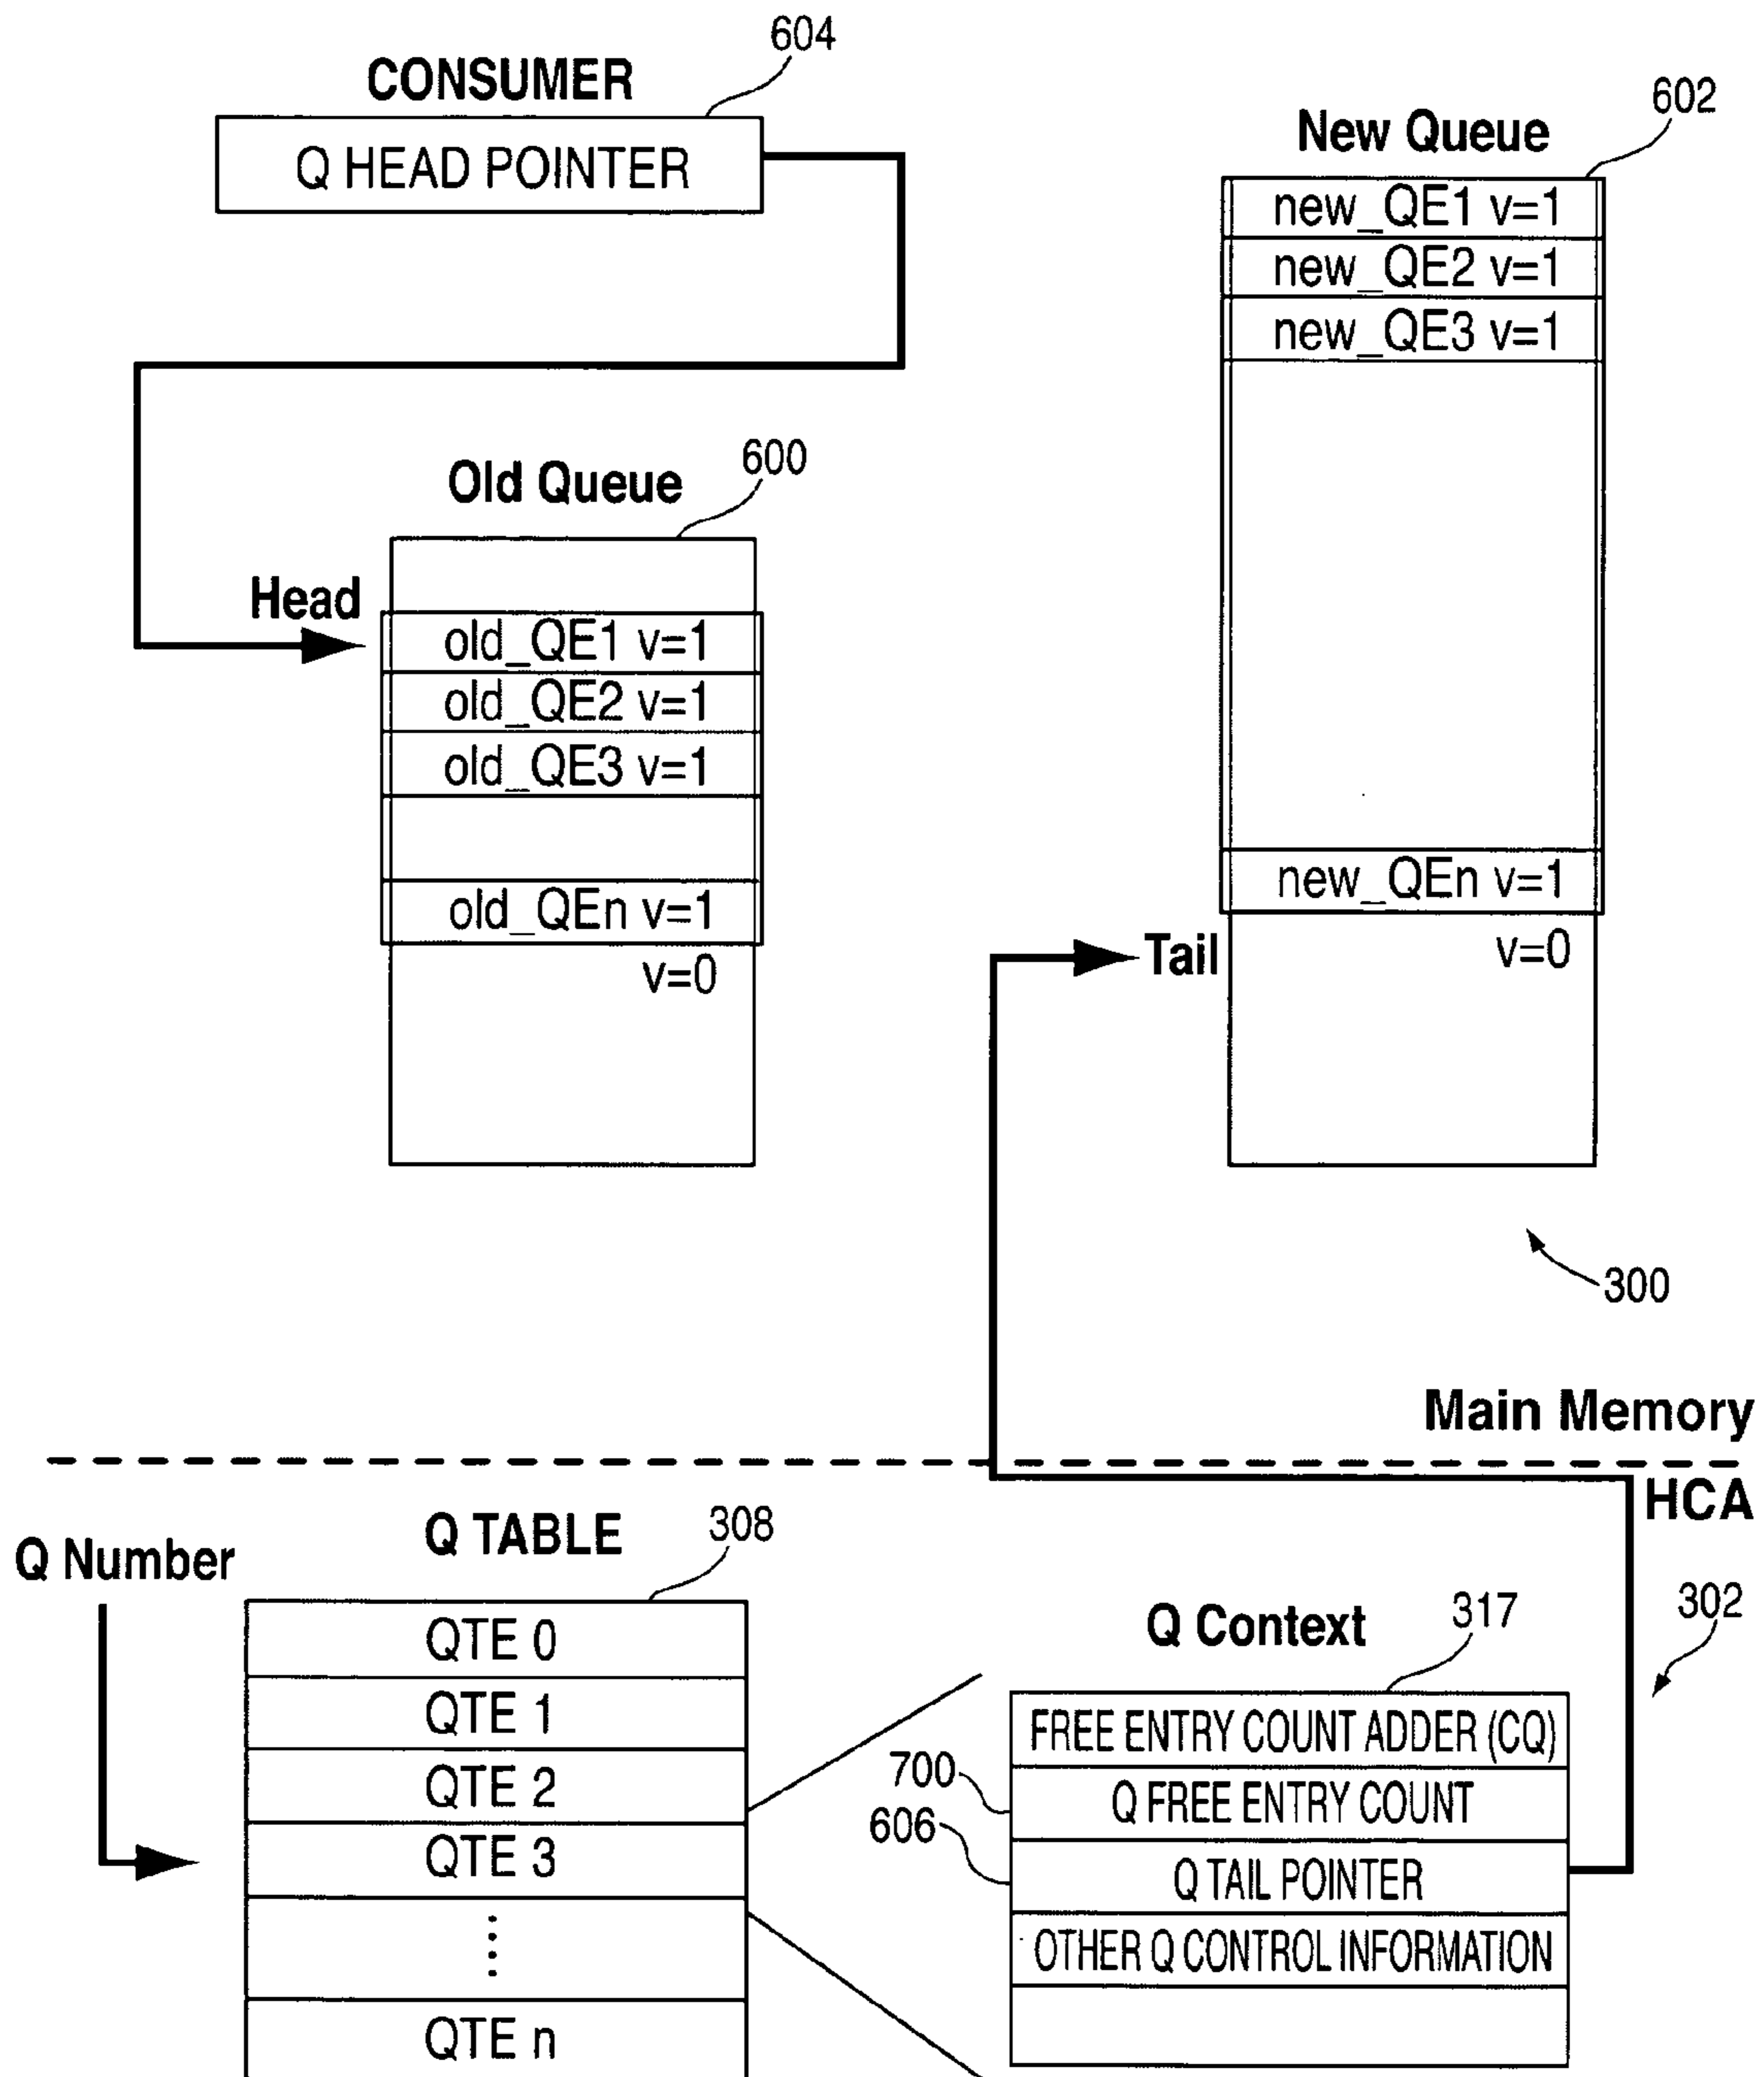 604
CONSUMER
Q HEAD POINTER
602
New Queue
new_QE1 v=1
new_QE2 v=1
new_QE3 v=1
new_QEn v=1
v=0
Tail
600
Old Queue
Head
old_QE1 v=1
old_QE2 v=1
old_QE3 v=1
old_QEn v=1
v=0
300
Main Memory
HCA
302
Q Number
Q TABLE
308
QTE 0
QTE 1
QTE 2
QTE 3
QTE n
Q Context
317
FREE ENTRY COUNT ADDER (CQ)
700
Q FREE ENTRY COUNT
606
Q TAIL POINTER
OTHER Q CONTROL INFORMATION